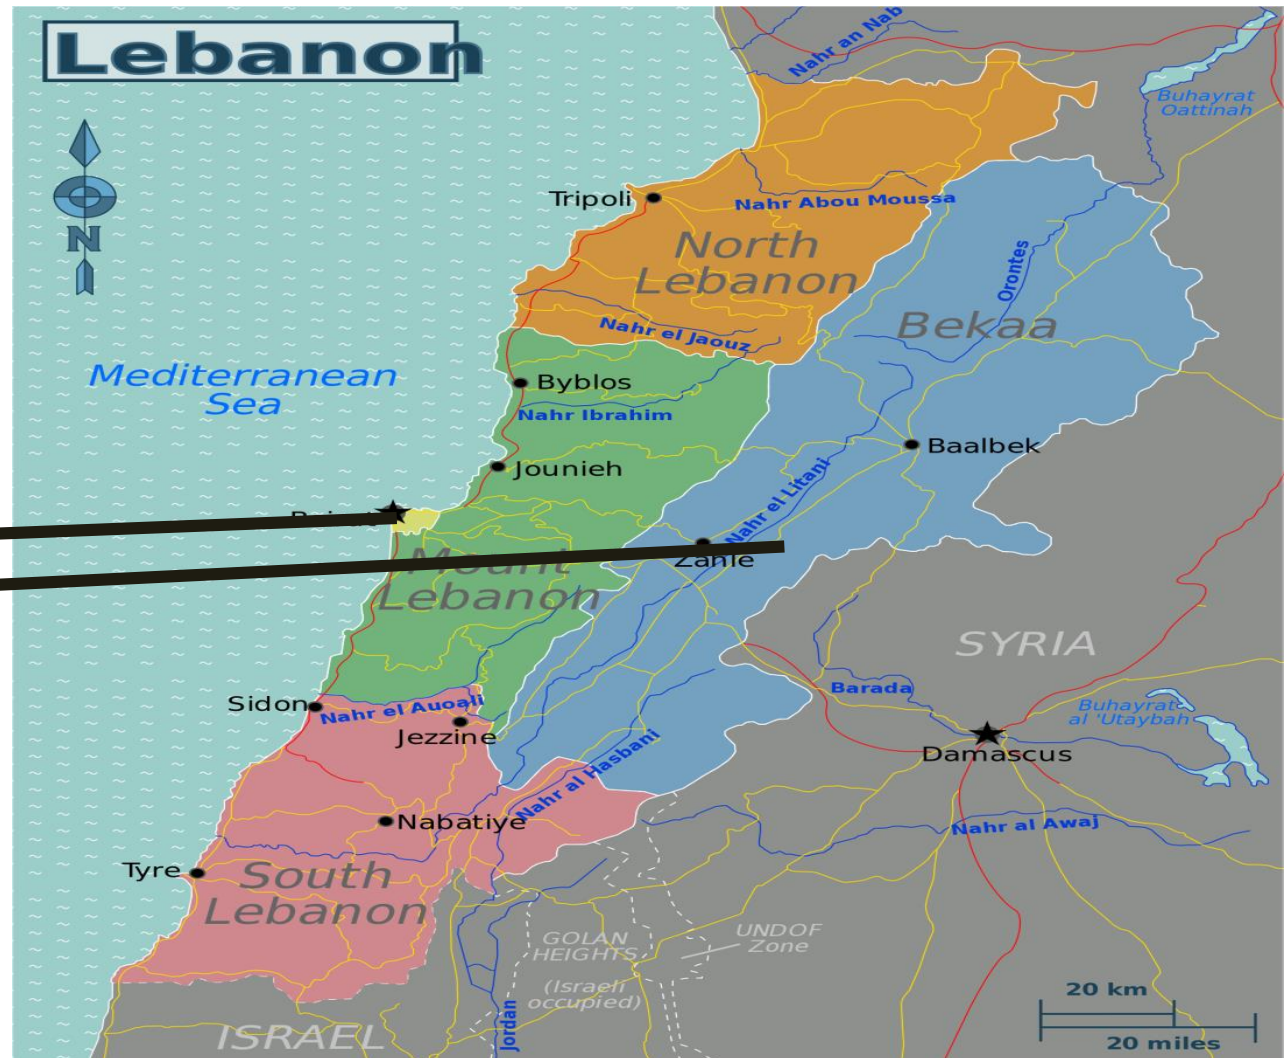 Lebanon
Nahr an Nab
Buhayrat
Oattinah
N
Tripoli
Nahr Abou Moussa
North
Lebanon
Orontes
Bekaa
Nahr el Jaouz
Mediterranean
Sea
Byblos
Nahr Ibrahim
Baalbek
Jounieh
Nahr el Litani
Zahle
Mount
Lebanon
SYRIA
Barada
Sidon
Nahr el Auoali
Jezzine
Buhayrat
al 'Utaybah
Damascus
Nahr al Hasbani
Nabatiye
Nahr al Awaj
Tyre
South
Lebanon
GOLAN
HEIGHTS
UNDOF
Zone
(Israeli
occupied)
Jordan
ISRAEL
20 km
20 miles